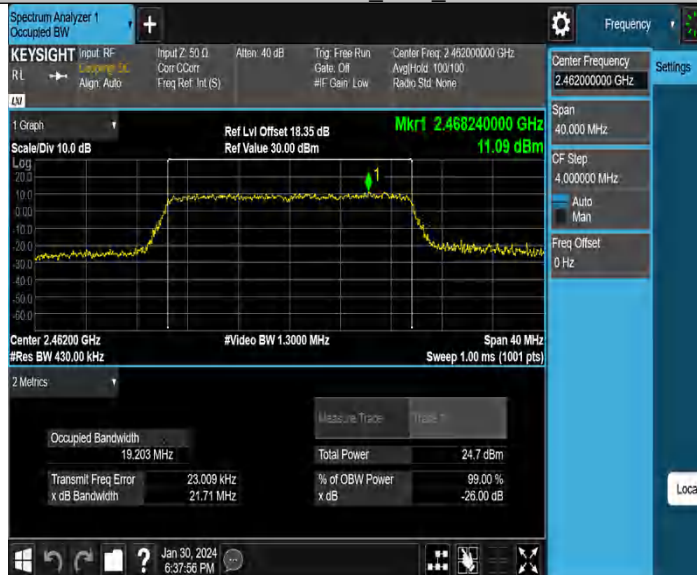 Spectrum Analyzer 1
Occupied BW
Frequency
KEYSIGHT
Input: RF
Coupling: DC
Align: Auto
Input Z: 50 Ω
Corr CCorr
Freq Ref: Int (S)
Atten: 40 dB
Trig: Free Run
Gate: Off
#IF Gain: Low
Center Freq: 2.462000000 GHz
Avg|Hold: 100/100
Radio Std: None
RL
LXI
Center Frequency
2.462000000 GHz
Settings
Span
40.000 MHz
CF Step
4.000000 MHz
Auto
Man
Freq Offset
0 Hz
1 Graph
Scale/Div 10.0 dB
Ref Lvl Offset 18.35 dB
Ref Value 30.00 dBm
Mkr1 2.468240000 GHz
11.09 dBm
Log
20.0
10.0
0.00
-10.0
-20.0
-30.0
-40.0
-50.0
-60.0
1
Center 2.46200 GHz
#Res BW 430.00 kHz
#Video BW 1.3000 MHz
Span 40 MHz
Sweep 1.00 ms (1001 pts)
2 Metrics
Measure Trace
Trace 1
Occupied Bandwidth
19.203 MHz
Total Power
24.7 dBm
Transmit Freq Error
23.009 kHz
% of OBW Power
99.00 %
x dB Bandwidth
21.71 MHz
x dB
-26.00 dB
Loca
Jan 30, 2024
6:37:56 PM